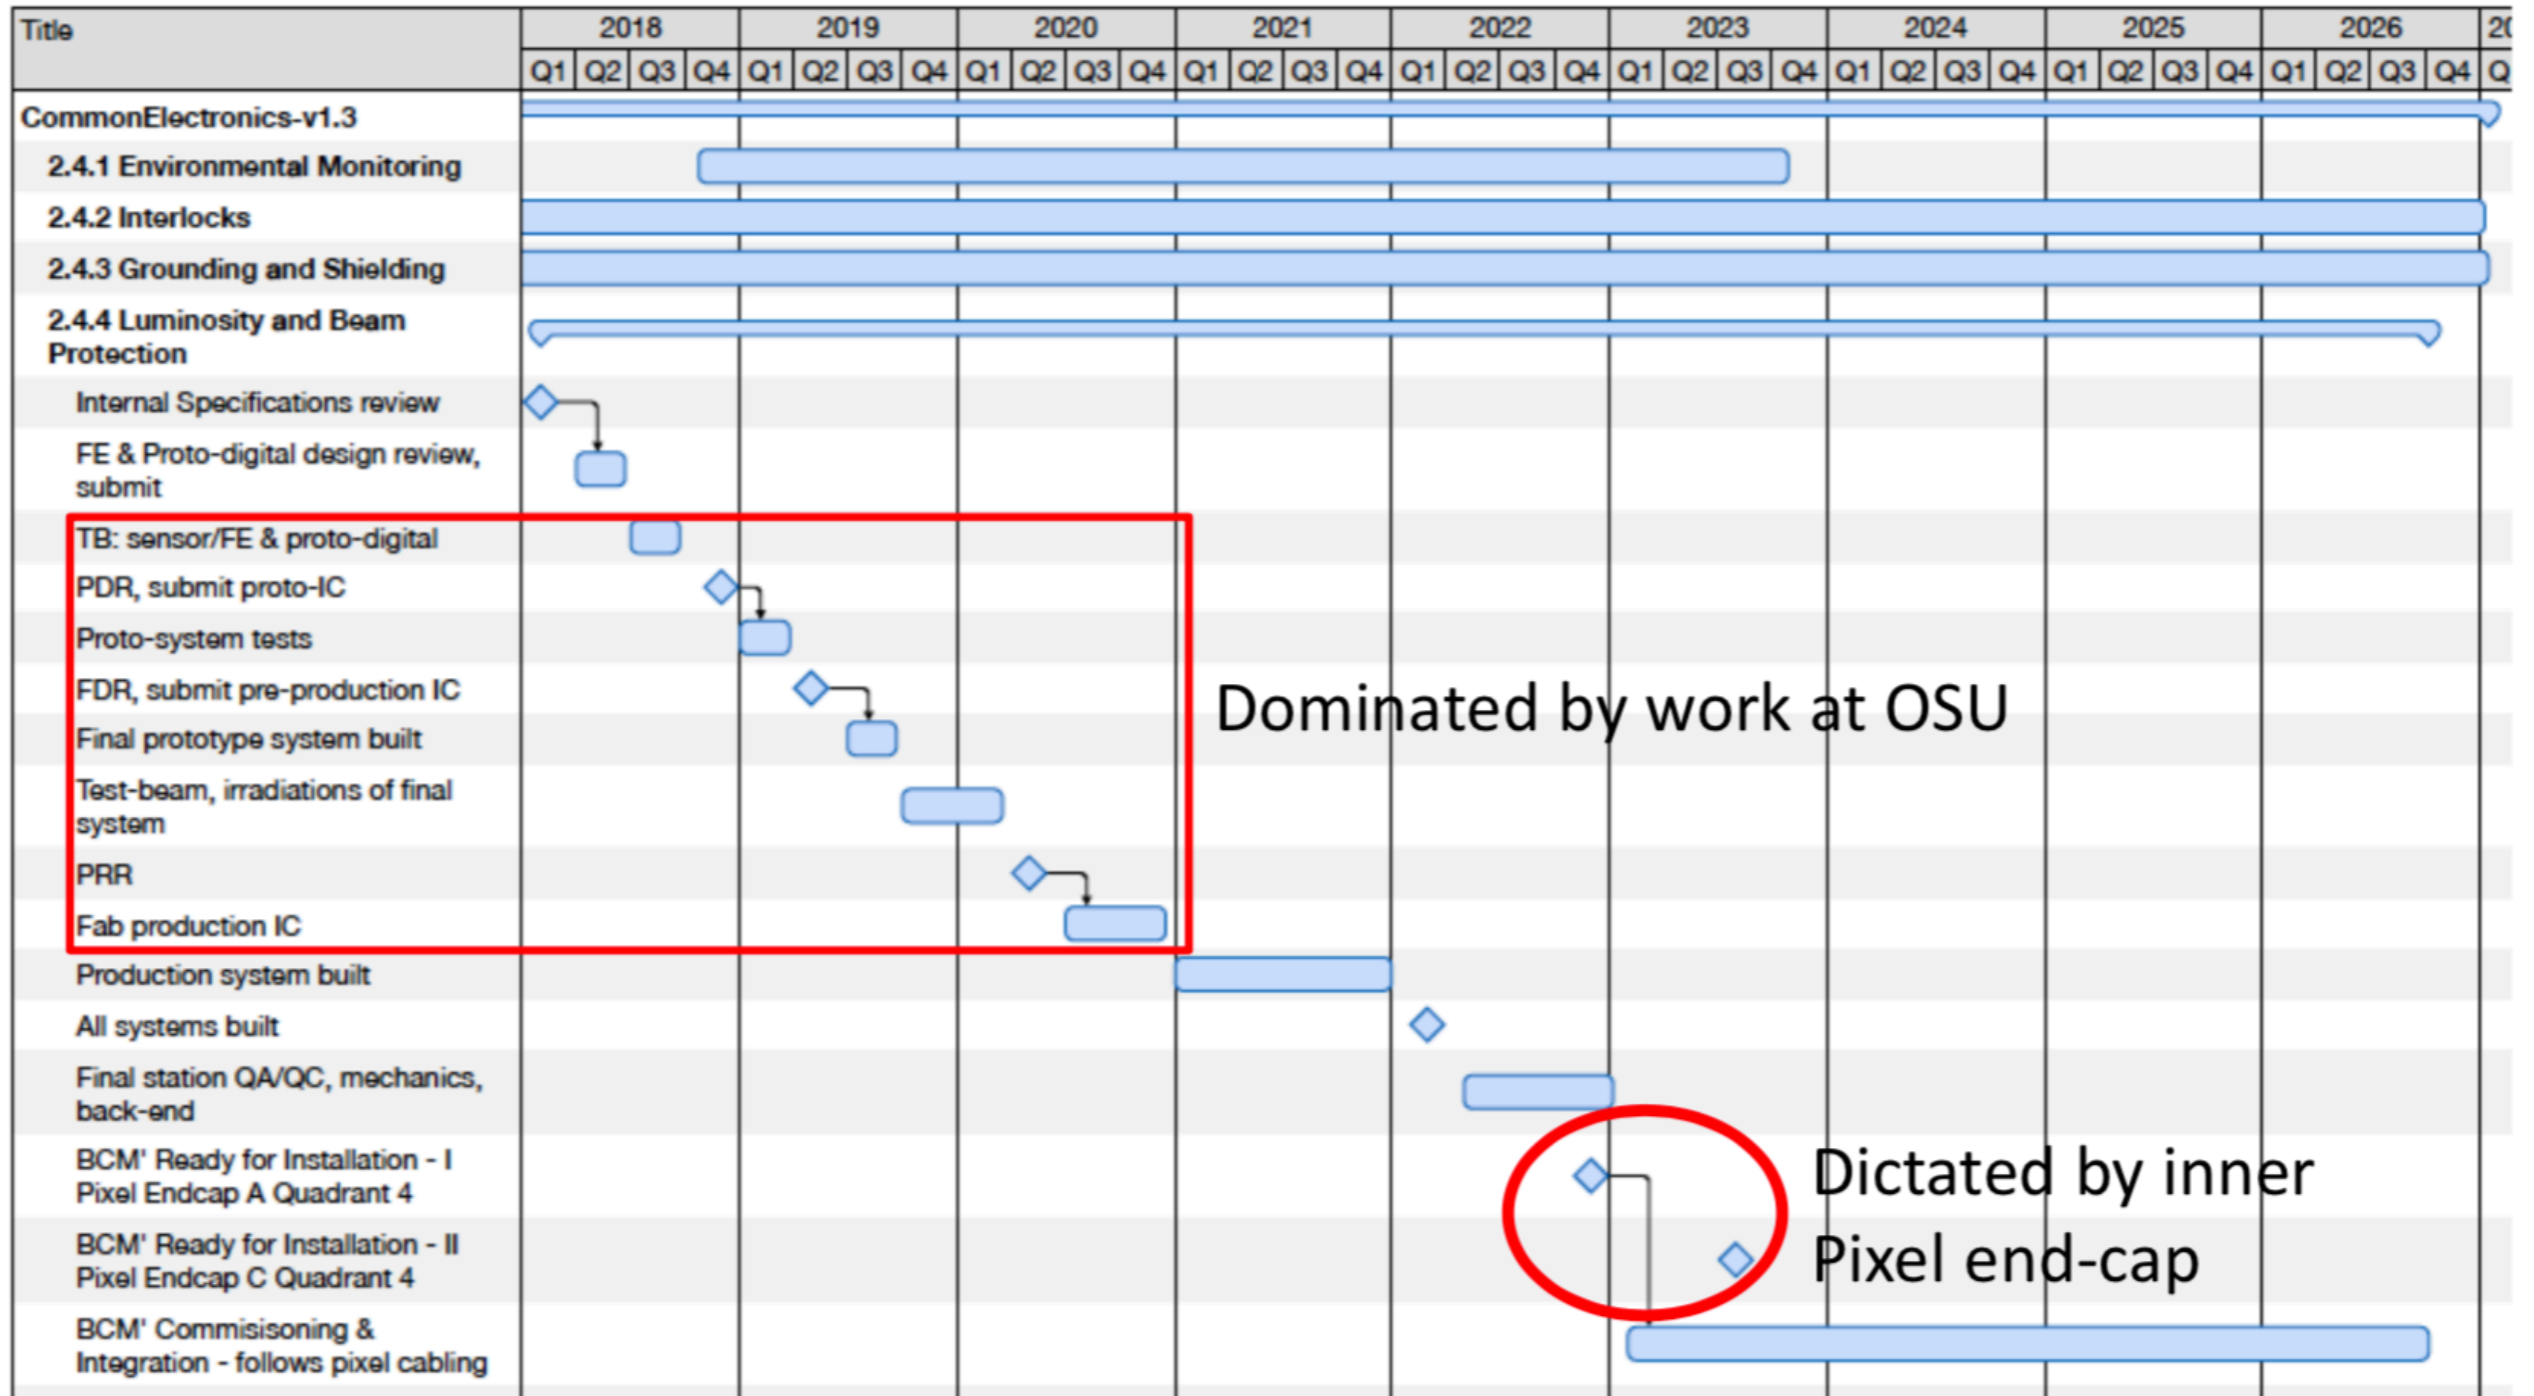 Title 2018 2019 2020 2021 2022 2023 2024 2025 2026 20
Q1 Q2 Q3 Q4 Q1 Q2 Q3 Q4 Q1 Q2 Q3 Q4 Q1 Q2 Q3 Q4 Q1 Q2 Q3 Q4 Q1 Q2 Q3 Q4 Q1 Q2 Q3 Q4 Q1 Q2 Q3 Q4 Q1 Q2 Q3 Q4 Q
CommonElectronics-v1.3
2.4.1 Environmental Monitoring
2.4.2 Interlocks
2.4.3 Grounding and Shielding
2.4.4 Luminosity and Beam
Protection
Internal Specifications review
FE & Proto-digital design review,
submit
TB: sensor/FE & proto-digital
PDR, submit proto-IC
Proto-system tests
FDR, submit pre-production IC
Dominated by work at OSU
Final prototype system built
Test-beam, irradiations of final
system
PRR
Fab production IC
Production system built
All systems built
Final station QA/QC, mechanics,
back-end
BCM' Ready for Installation - I
Pixel Endcap A Quadrant 4
Dictated by inner
Pixel end-cap
BCM' Ready for Installation - II
Pixel Endcap C Quadrant 4
BCM' Commisisoning &
Integration - follows pixel cabling